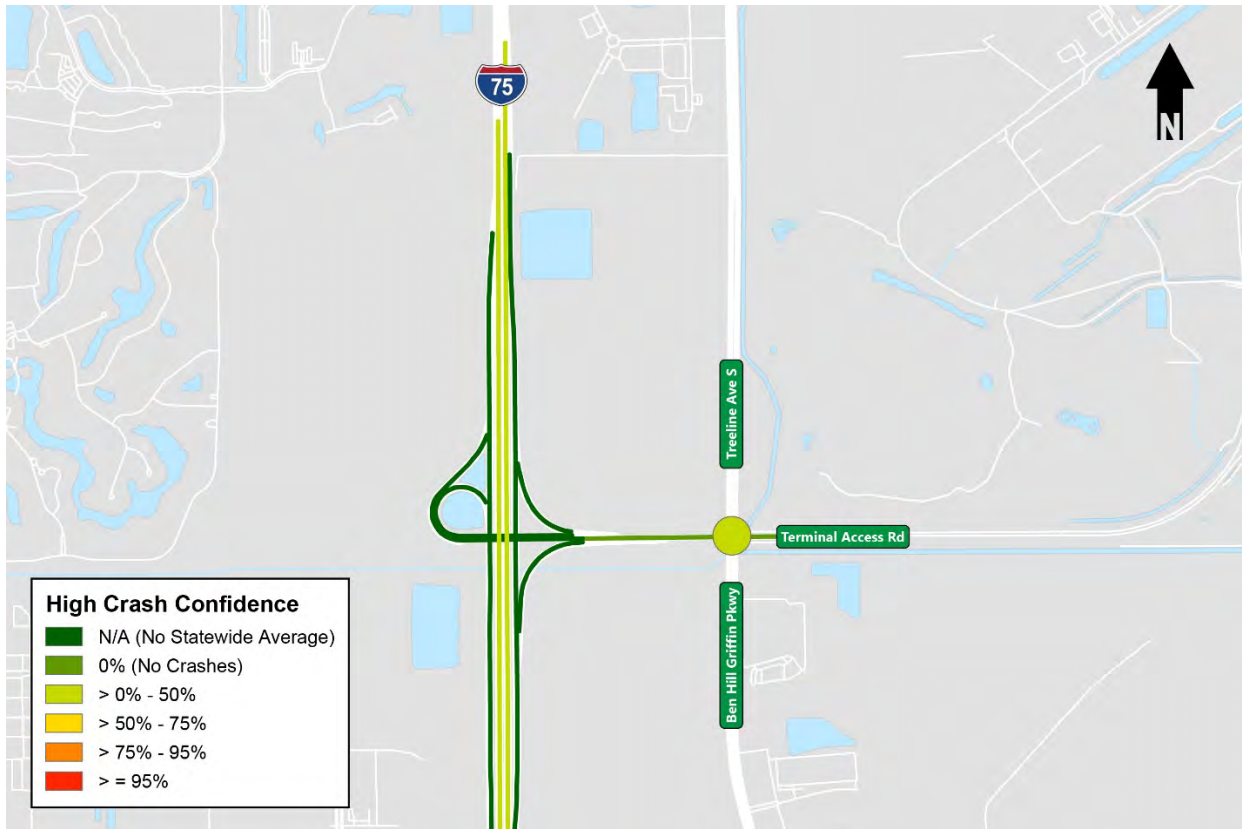 75
N
Treeline Ave S
Terminal Access Rd
Ben Hill Griffin Pkwy
High Crash Confidence
N/A (No Statewide Average)
0% (No Crashes)
> 0% - 50%
> 50% - 75%
> 75% - 95%
> = 95%